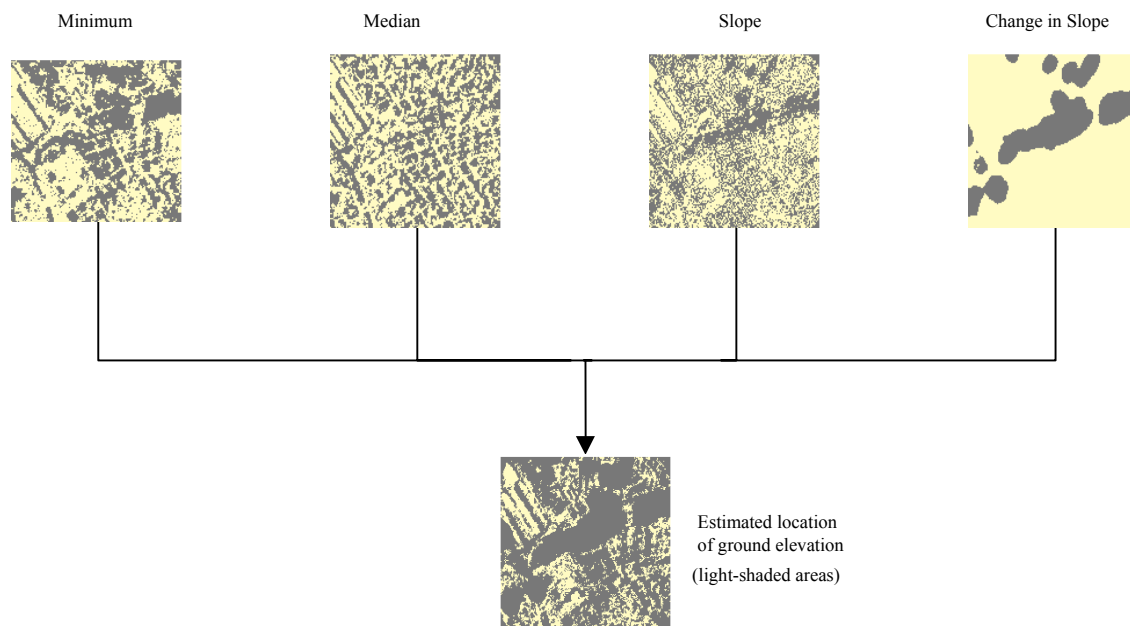 Minimum
Median
Slope
Change in Slope
Estimated location
of ground elevation
(light-shaded areas)